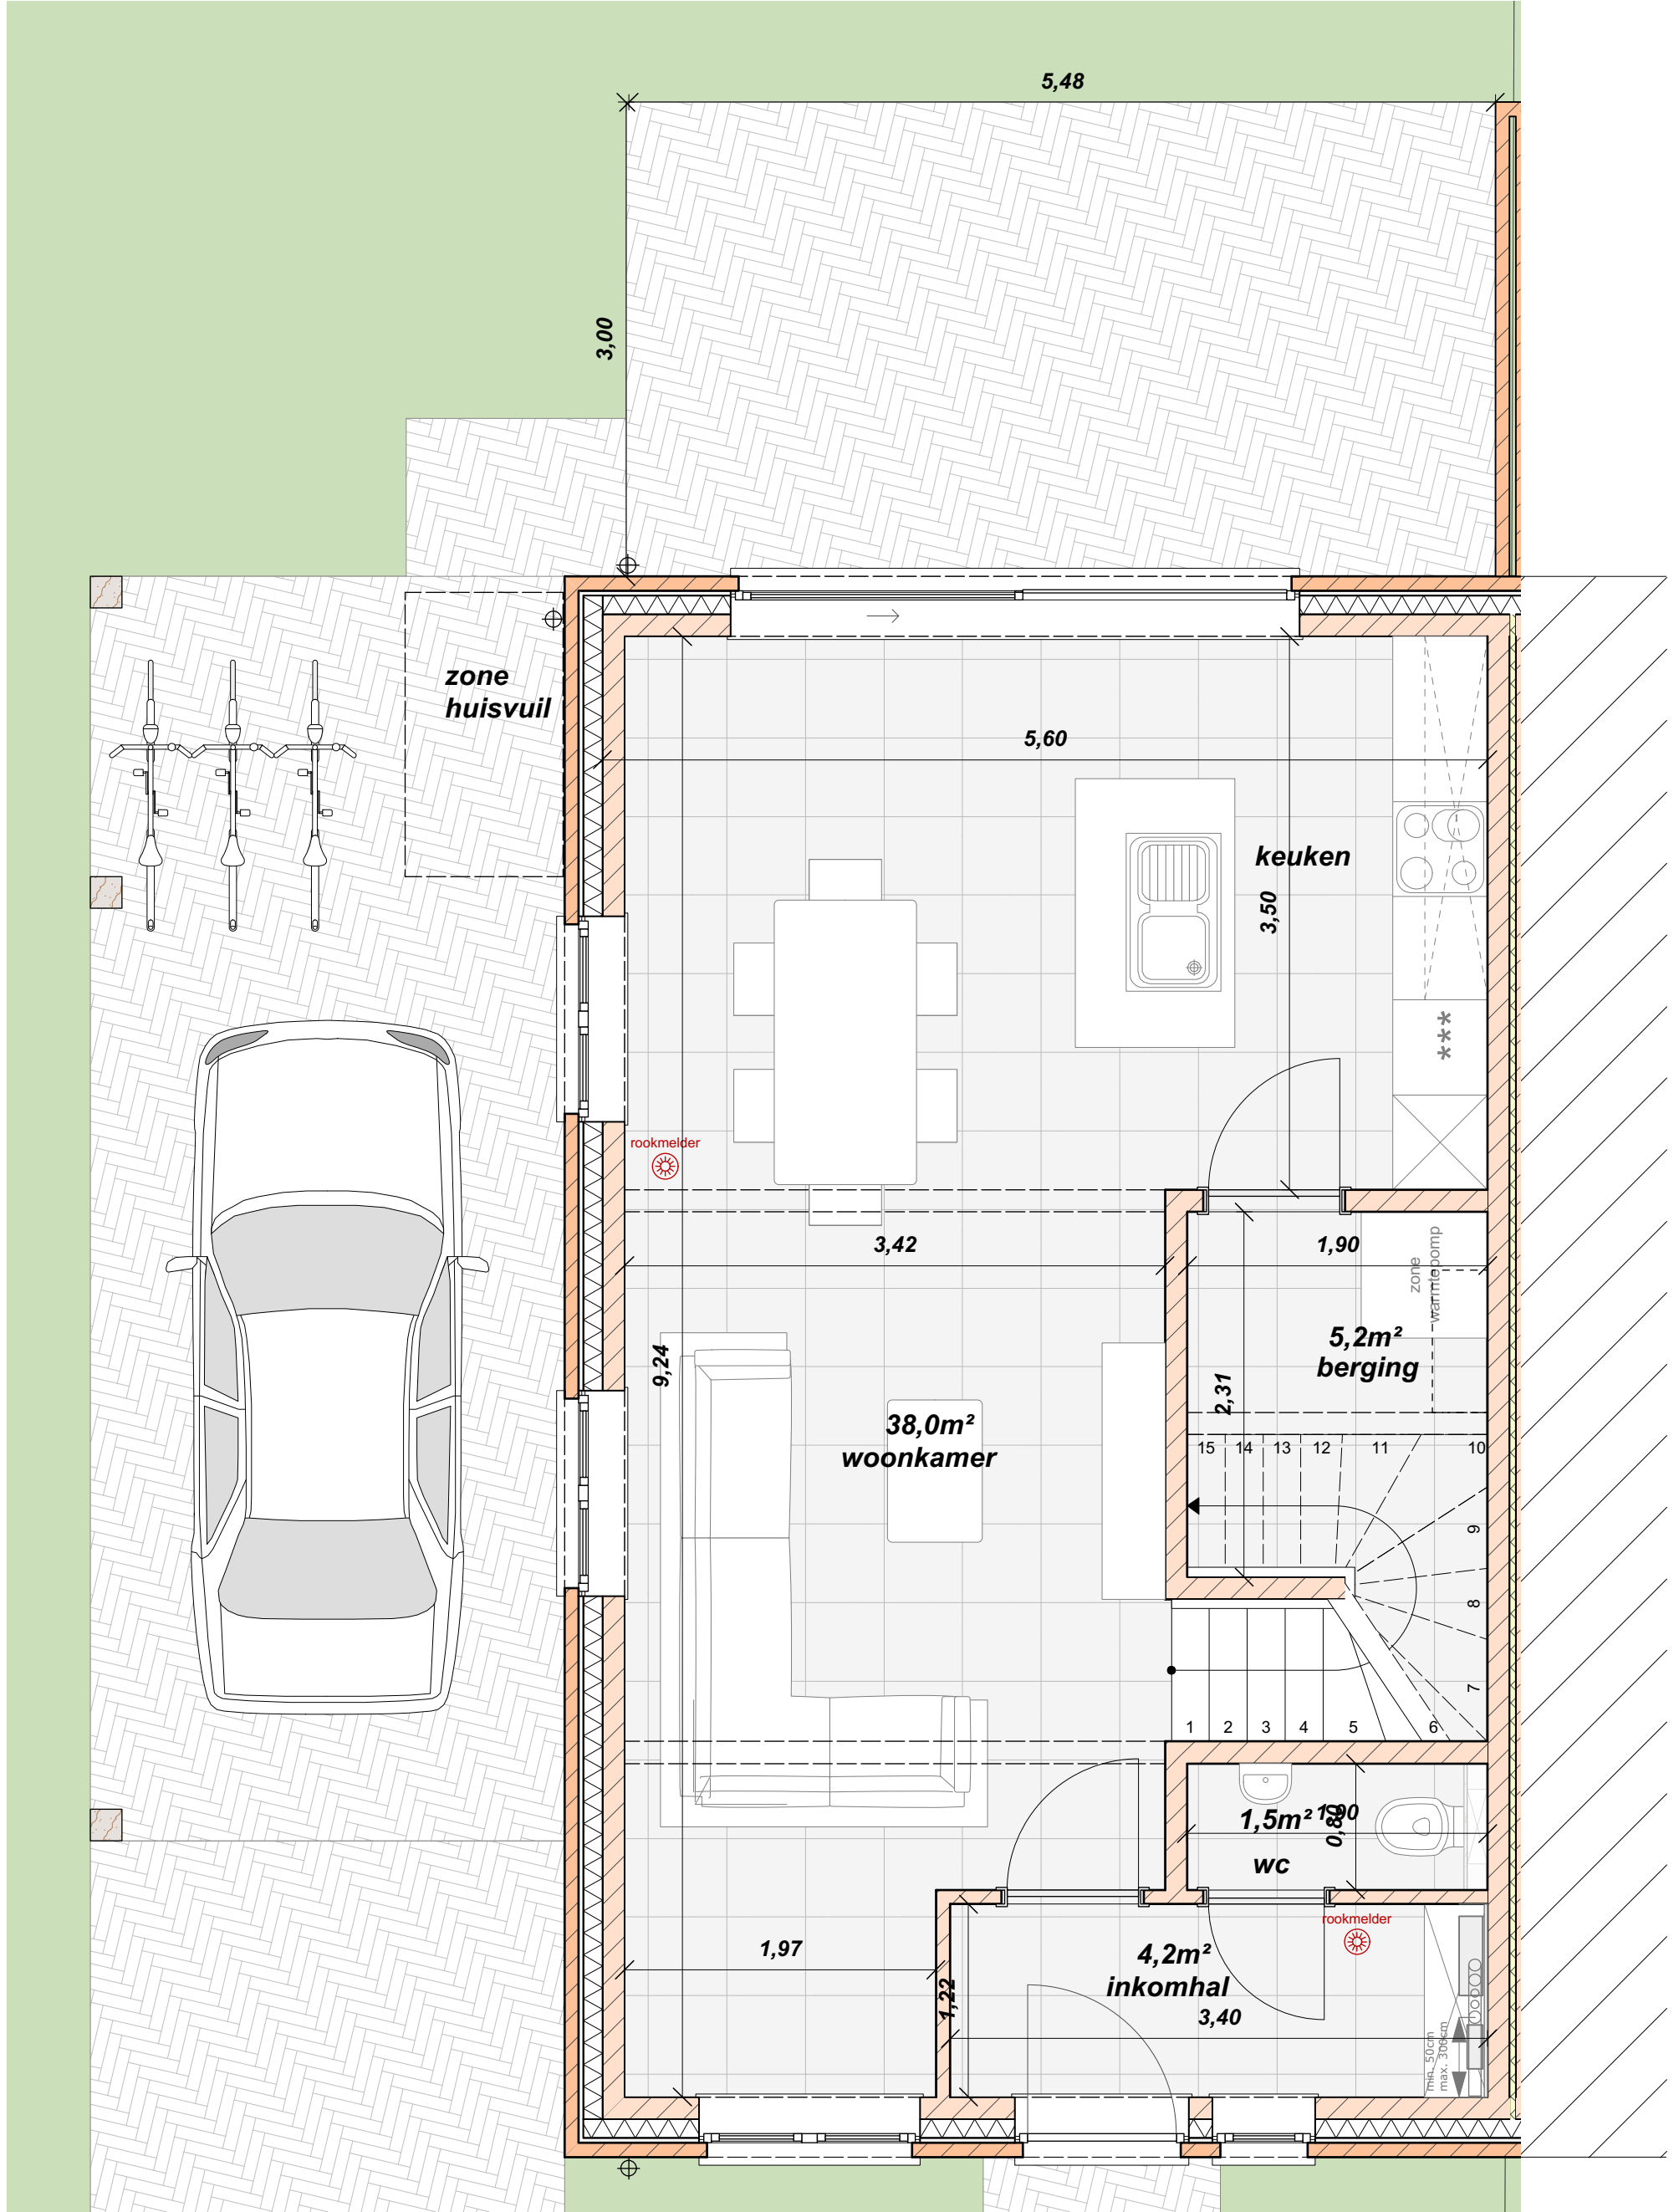 5,48
3,00
zone
huisvuil
5,60
keuken
3,50
***
rookmelder
3,42
1,90
zone
warmtepomp
5,2m²
berging
9,24
2,31
38,0m²
woonkamer
15 14 13 12 11 10
9
8
7
1 2 3 4 5 6
1,5m²
1,90
0,80
wc
rookmelder
1,97
4,2m²
inkomhal
1,22
3,40
min. 50cm
max. 300cm